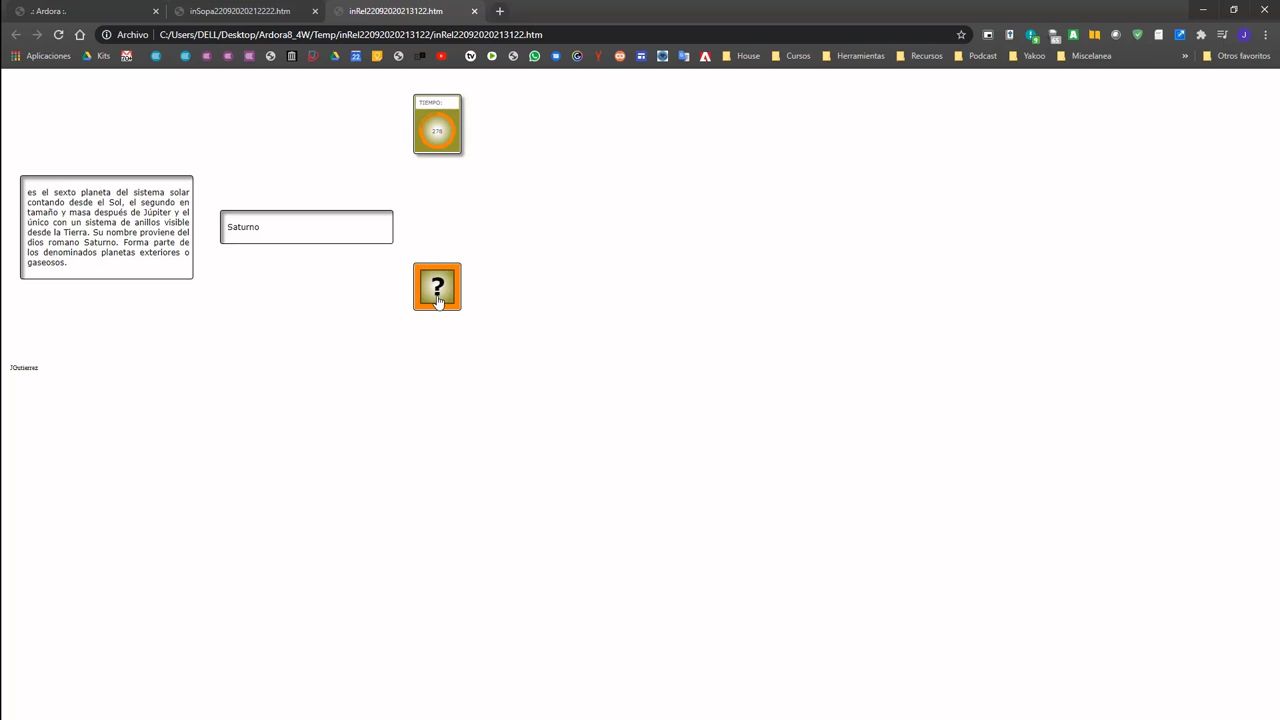 .: Ardora :.
inSopa22092020212222.htm
inRel22092020213122.htm
Archivo
C:/Users/DELL/Desktop/Ardora8_4W/Temp/inRel22092020213122/inRel22092020213122.htm
Aplicaciones
Kits
House
Cursos
Herramientas
Recursos
Podcast
Yakoo
Miscelanea
»
Otros favoritos
TIEMPO:
278
es el sexto planeta del sistema solar
contando desde el Sol, el segundo en
tamaño y masa después de Júpiter y el
único con un sistema de anillos visible
desde la Tierra. Su nombre proviene del
dios romano Saturno. Forma parte de
los denominados planetas exteriores o
gaseosos.
Saturno
?
JGutierrez